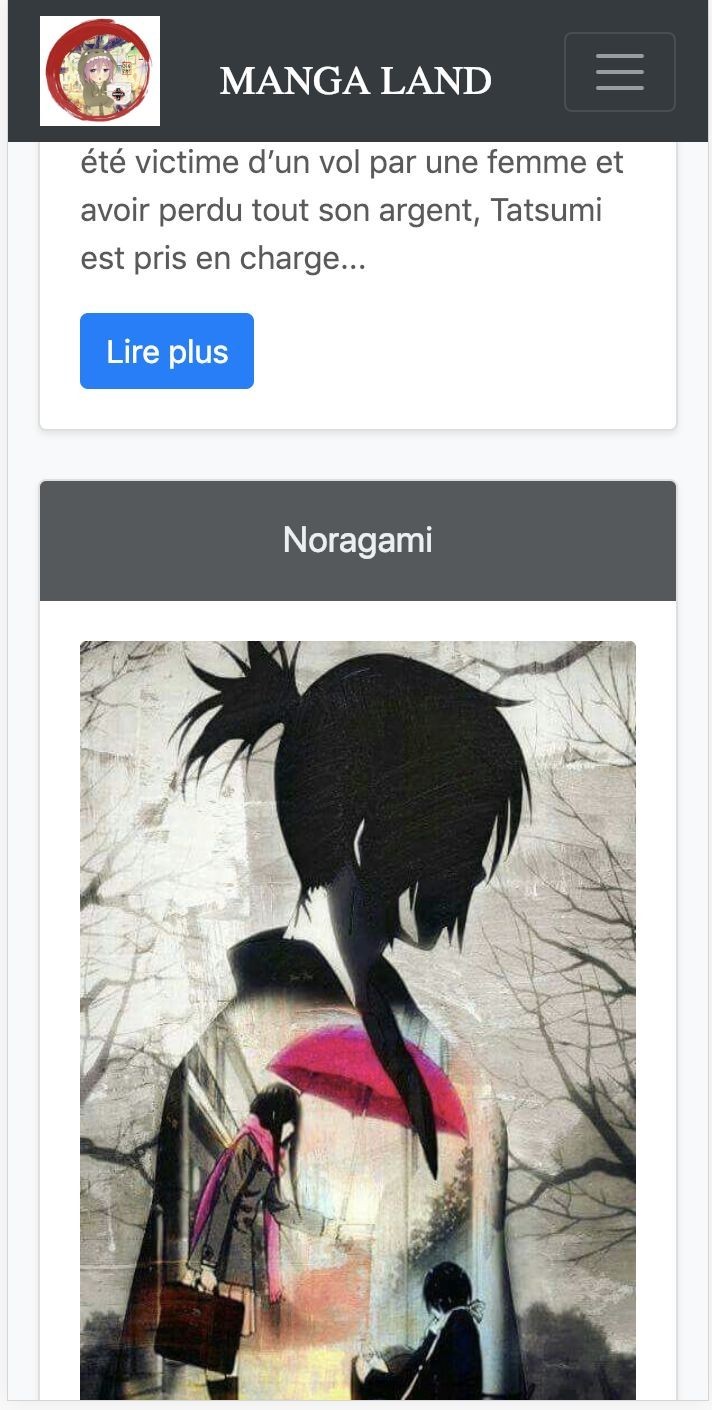 MANGA LAND
été victime d’un vol par une femme et
avoir perdu tout son argent, Tatsumi
est pris en charge...
Lire plus
Noragami